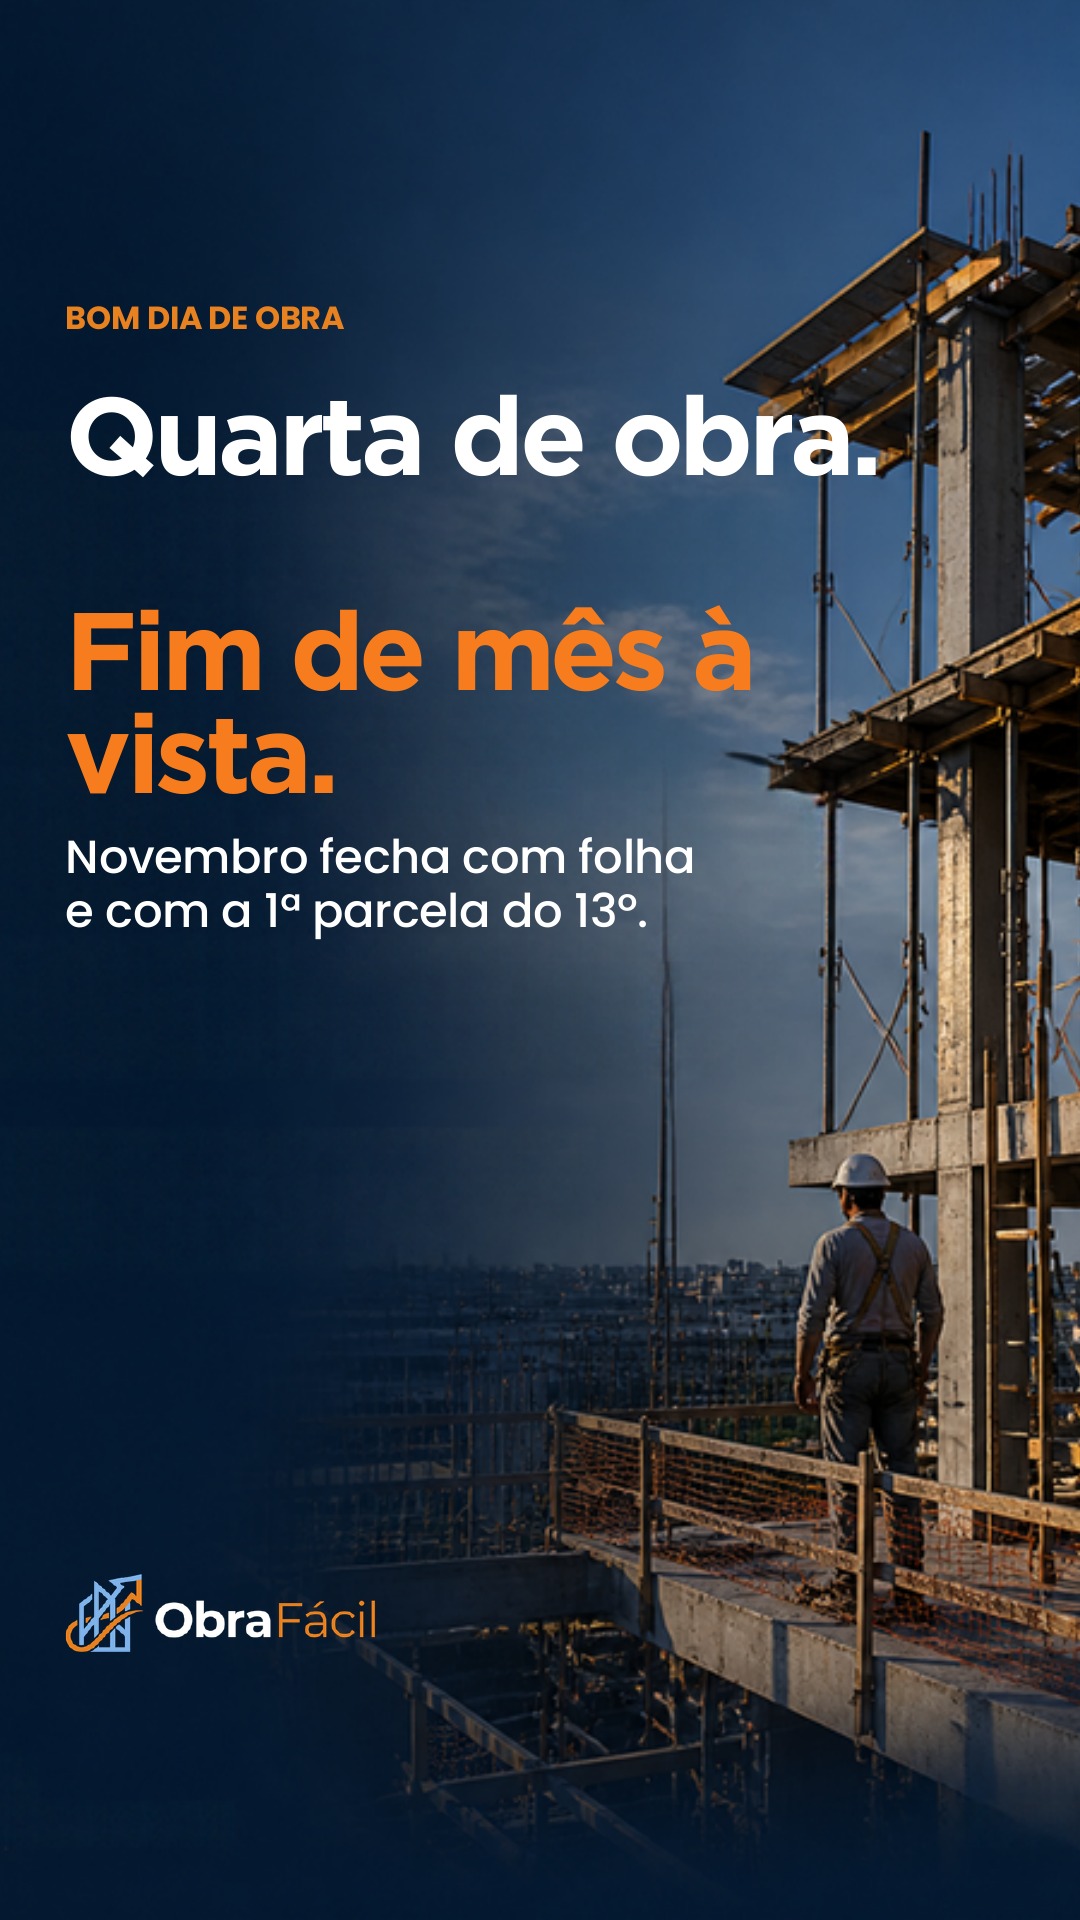 BOM DIA DE OBRA
Quarta de obra.
Fim de mês à
vista.
Novembro fecha com folha
e com a 1ª parcela do 13º.
ObraFácil